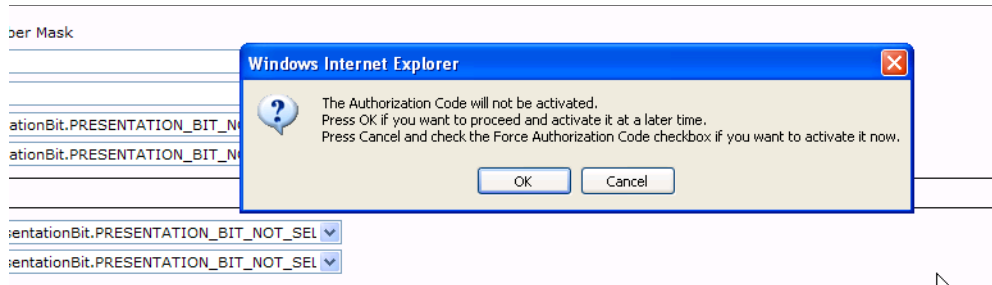 ber Mask
Windows Internet Explorer
The Authorization Code will not be activated.
Press OK if you want to proceed and activate it at a later time.
Press Cancel and check the Force Authorization Code checkbox if you want to activate it now.
ationBit.PRESENTATION_BIT_N
ationBit.PRESENTATION_BIT_N
OK Cancel
sentationBit.PRESENTATION_BIT_NOT_SEL
sentationBit.PRESENTATION_BIT_NOT_SEL